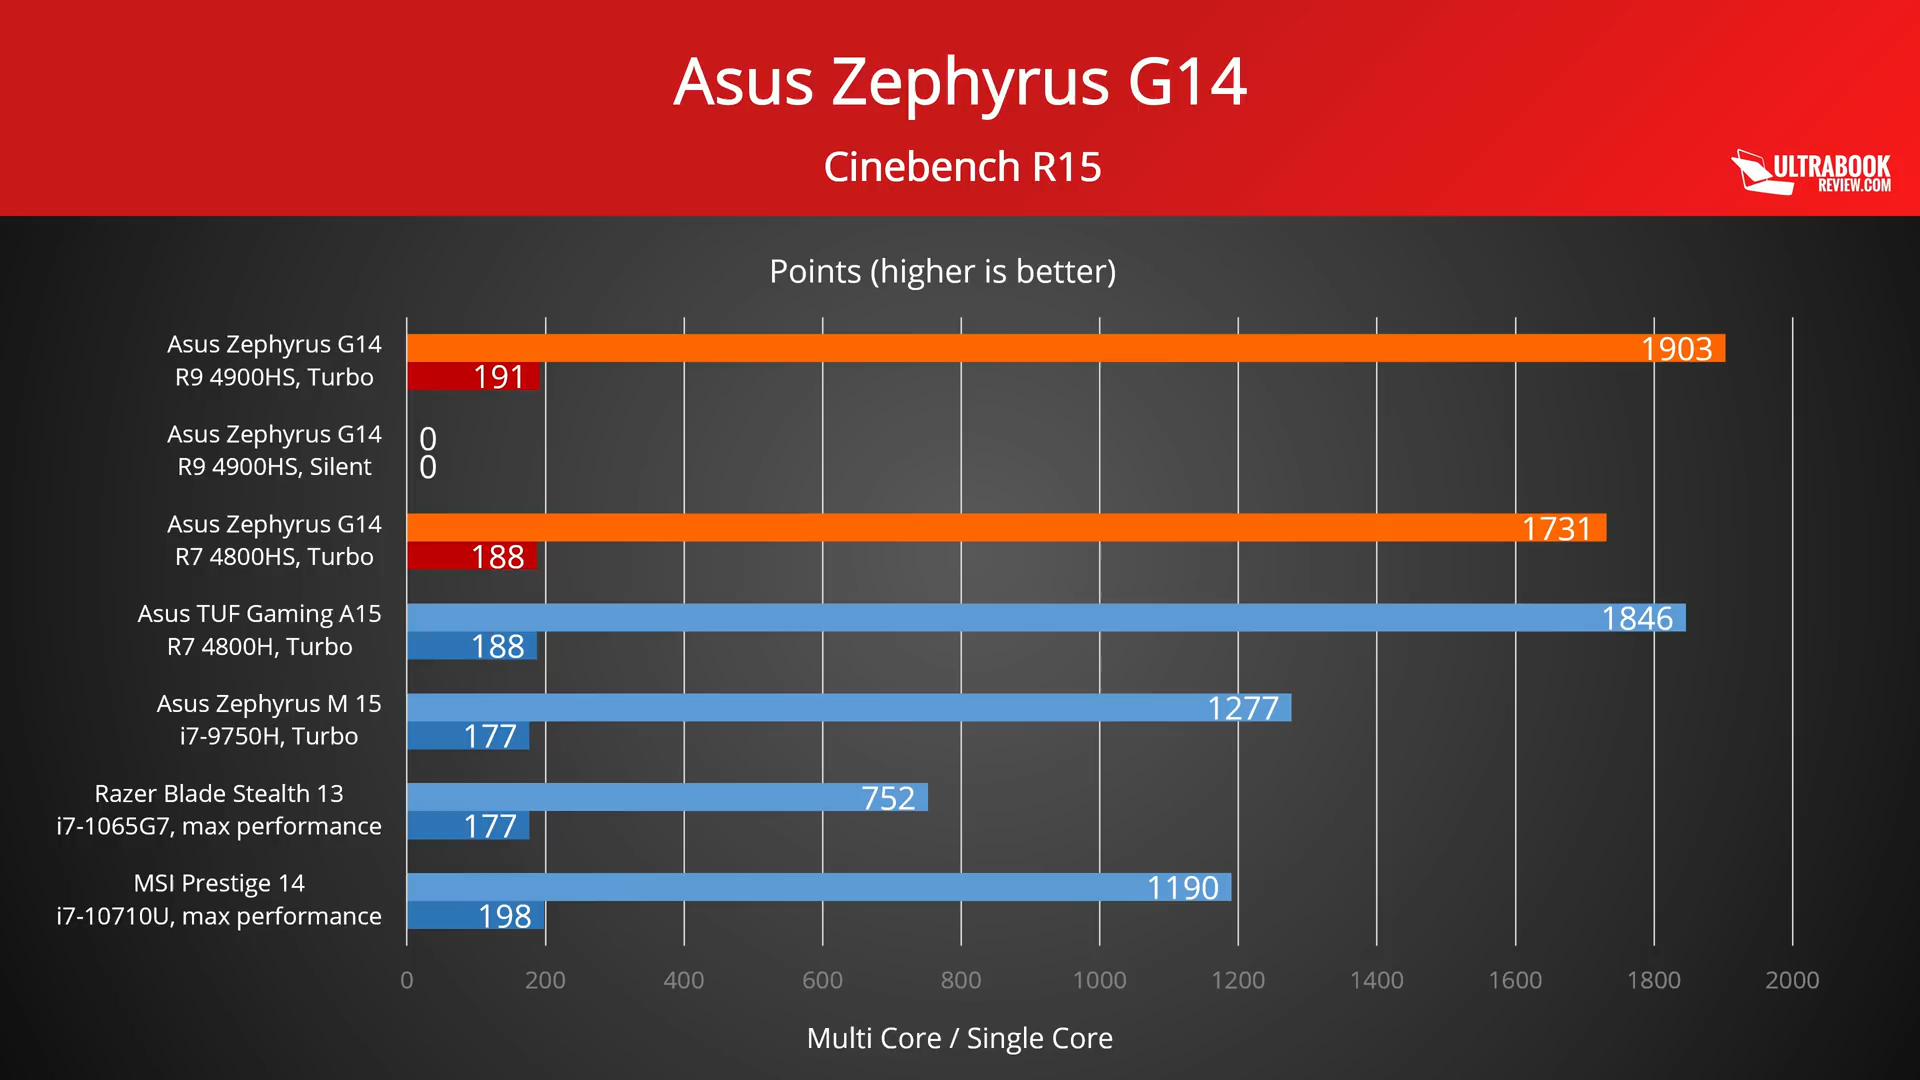 Asus Zephyrus G14
Cinebench R15
ULTRABOOK
REVIEW.COM
Points (higher is better)
Asus Zephyrus G14
R9 4900HS, Turbo
1903
191
Asus Zephyrus G14
R9 4900HS, Silent
0
0
Asus Zephyrus G14
R7 4800HS, Turbo
1731
188
Asus TUF Gaming A15
R7 4800H, Turbo
1846
188
Asus Zephyrus M 15
i7-9750H, Turbo
1277
177
Razer Blade Stealth 13
i7-1065G7, max performance
752
177
MSI Prestige 14
i7-10710U, max performance
1190
198
0 200 400 600 800 1000 1200 1400 1600 1800 2000
Multi Core / Single Core